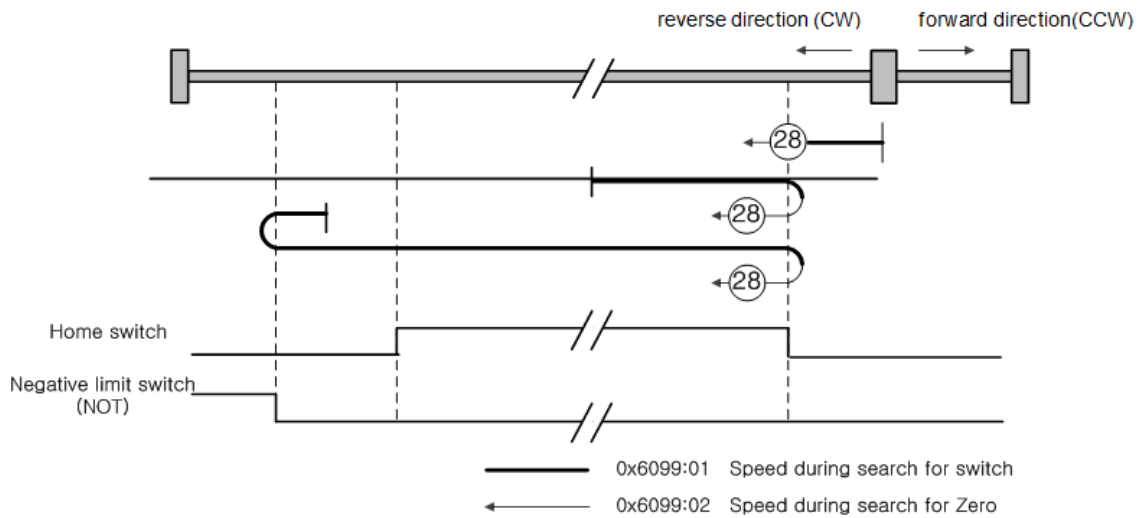 reverse direction (CW)
forward direction(CCW)
28
28
28
Home switch
Negative limit switch
(NOT)
0x6099:01 Speed during search for switch
0x6099:02 Speed during search for Zero